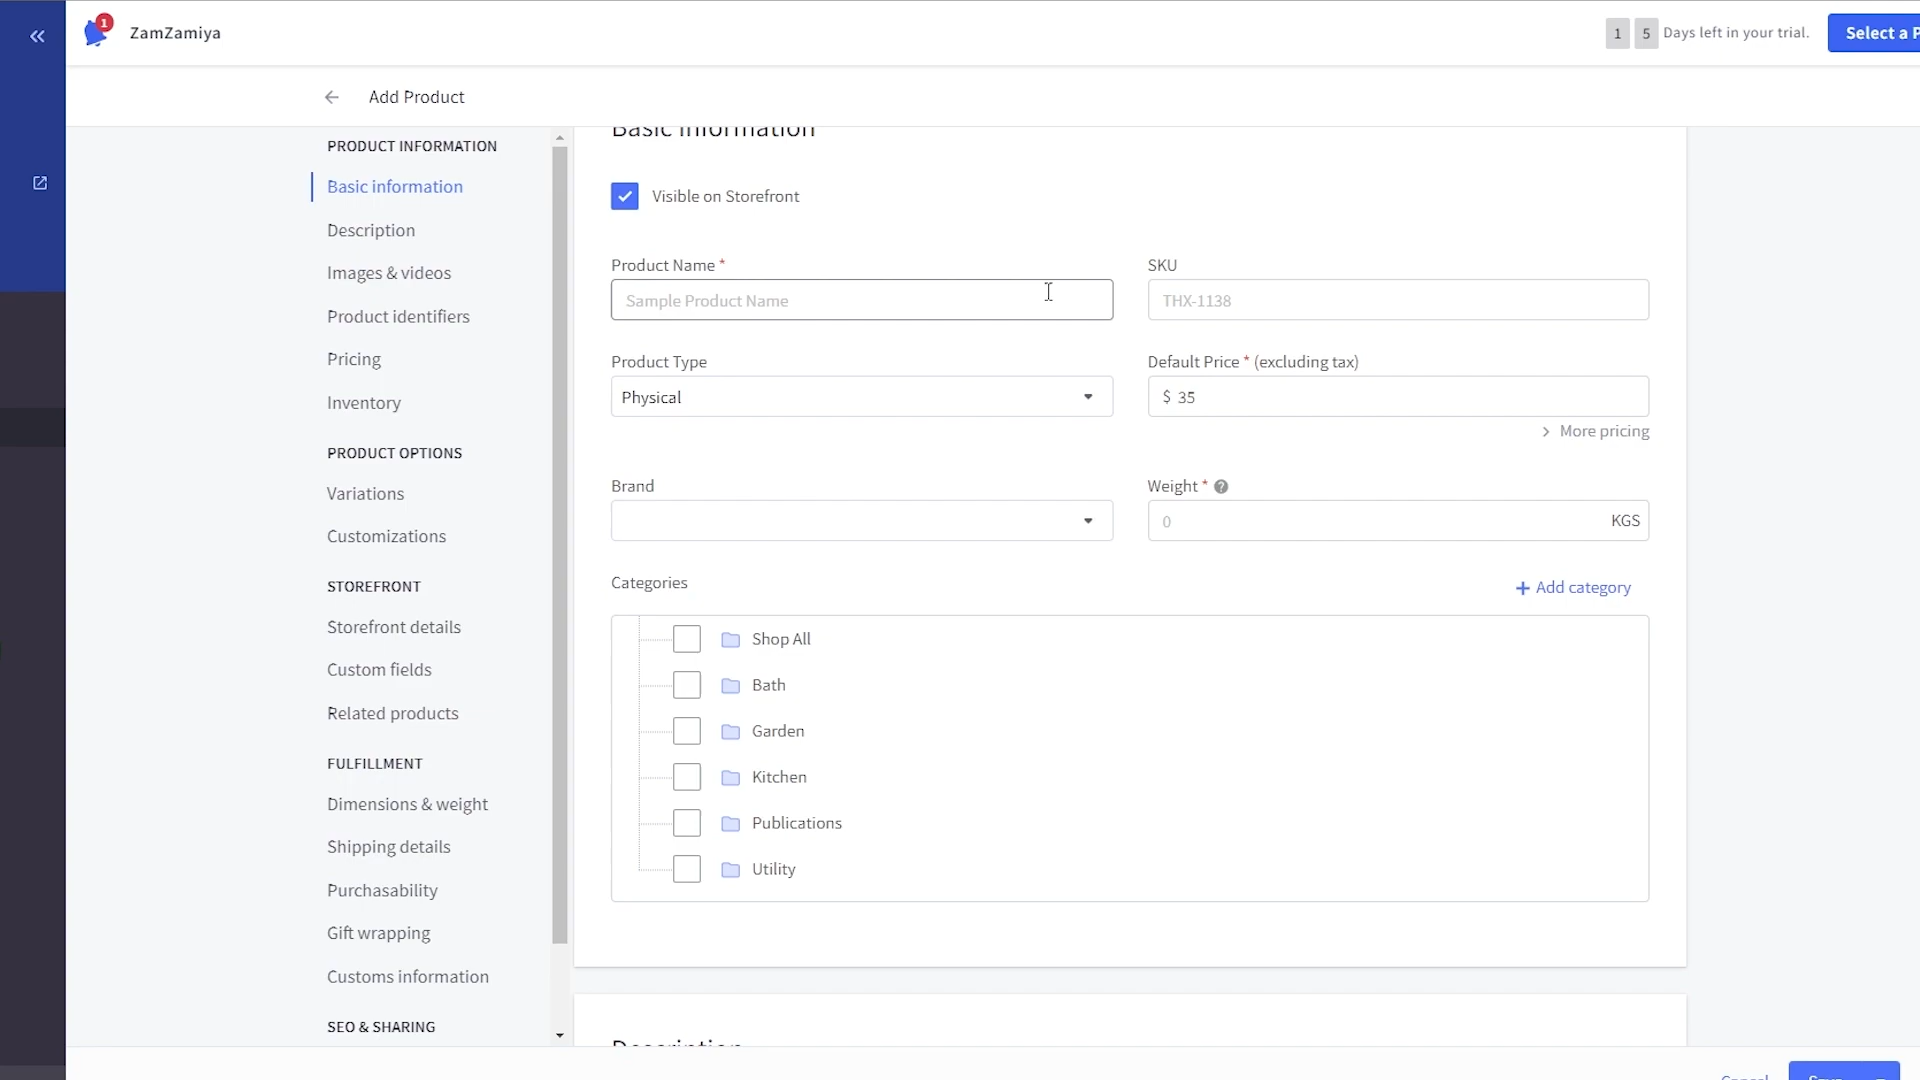 1
ZamZamiya
1 5 Days left in your trial.
Select a P
Add Product
PRODUCT INFORMATION
Basic information
Description
Images & videos
Product identifiers
Pricing
Inventory
PRODUCT OPTIONS
Variations
Customizations
STOREFRONT
Storefront details
Custom fields
Related products
FULFILLMENT
Dimensions & weight
Shipping details
Purchasability
Gift wrapping
Customs information
SEO & SHARING
Basic Information
Visible on Storefront
Product Name *
Sample Product Name
SKU
THX-1138
Product Type
Physical
Default Price * (excluding tax)
$ 35
More pricing
Brand
Weight * ?
0 KGS
Categories
+ Add category
Shop All
Bath
Garden
Kitchen
Publications
Utility
Description
Cancel
Save